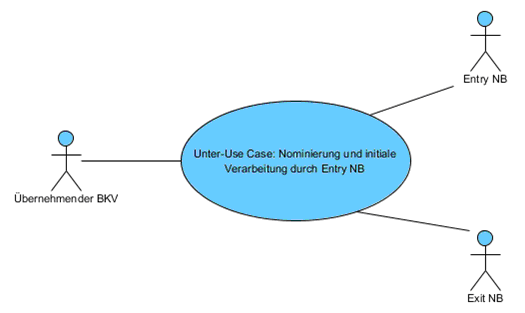 Entry NB
Unter-Use Case: Nominierung und initiale
Verarbeitung durch Entry NB
Übernehmender BKV
Exit NB